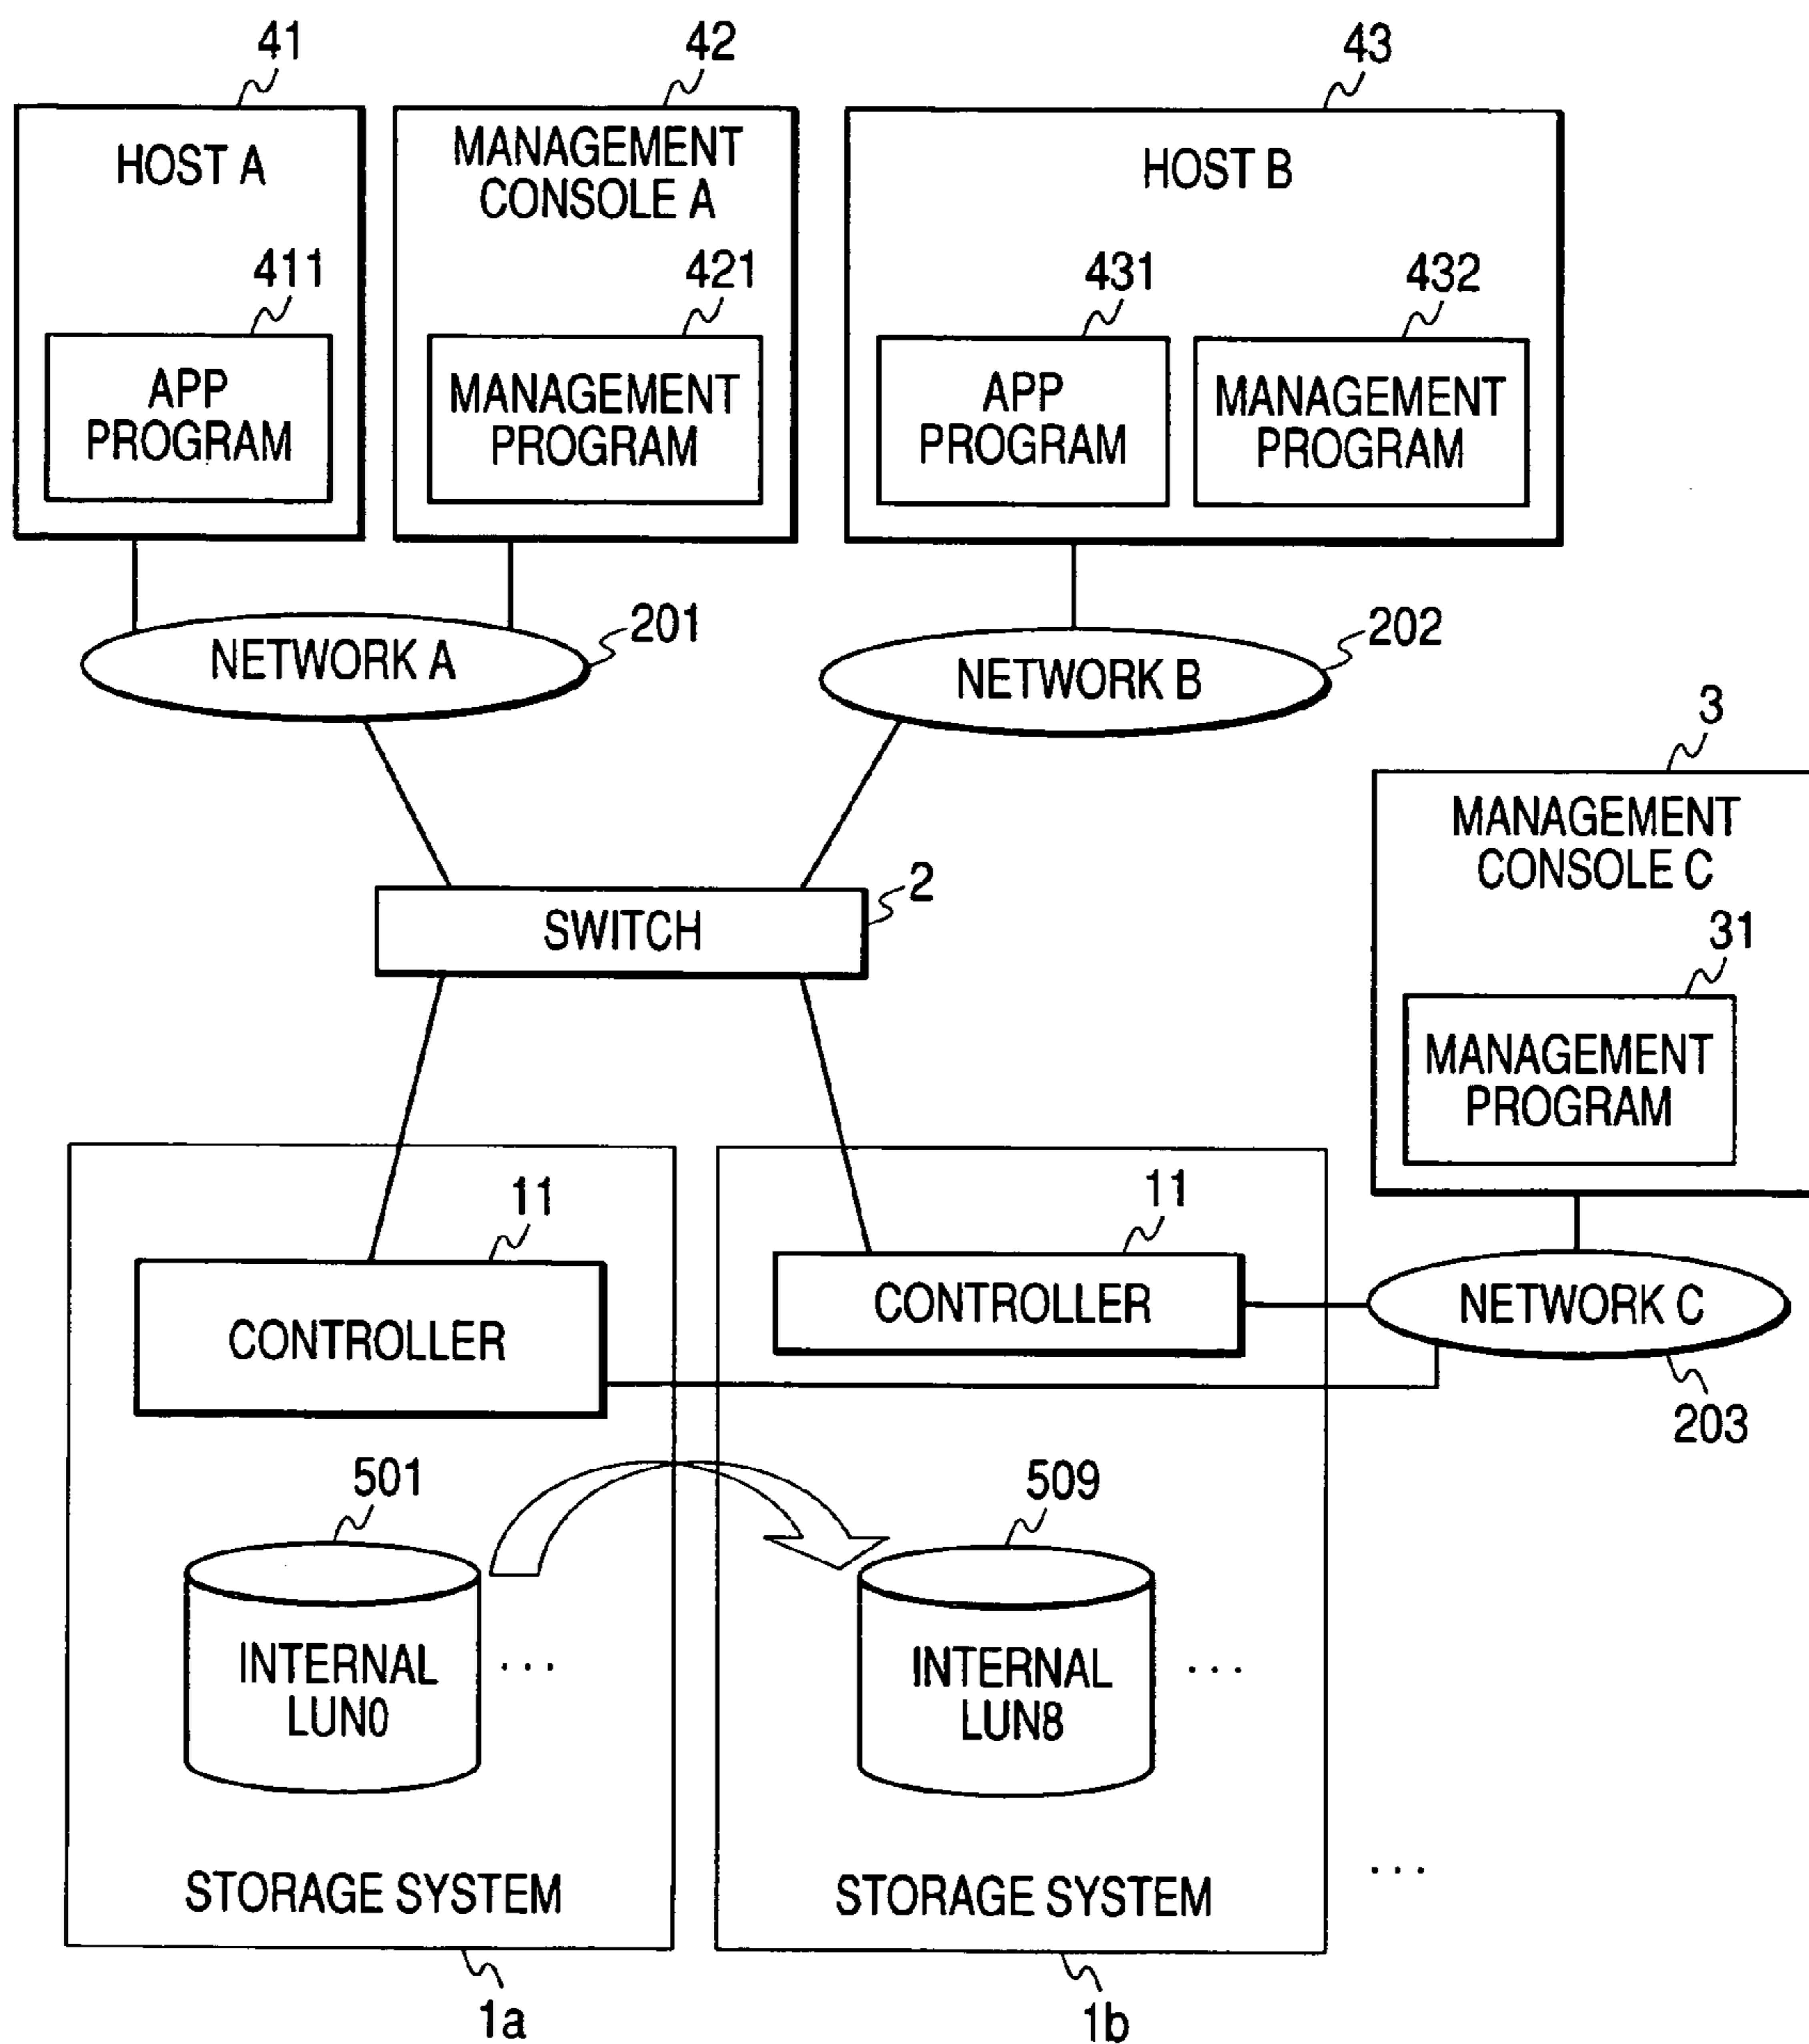 41
42
43
HOST A
MANAGEMENT
CONSOLE A
HOST B
411
421
431
432
APP
PROGRAM
MANAGEMENT
PROGRAM
APP
PROGRAM
MANAGEMENT
PROGRAM
NETWORK A
201
NETWORK B
202
3
MANAGEMENT
CONSOLE C
2
SWITCH
31
MANAGEMENT
PROGRAM
11
11
CONTROLLER
CONTROLLER
NETWORK C
203
501
509
INTERNAL
LUN0
...
INTERNAL
LUN8
...
STORAGE SYSTEM
STORAGE SYSTEM
...
1a
1b